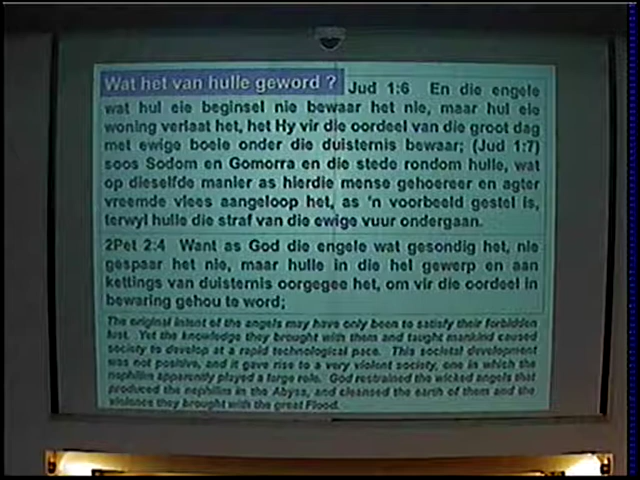 Wat het van hulle geword ? Jud 1:6 En die engele
wat hul eie beginsel nie bewaar het nie, maar hul eie
woning verlaat het, het Hy vir die oordeel van die groot dag
met ewige boeie onder die duisternis bewaar; (Jud 1:7)
soos Sodom en Gomorra en die stede rondom hulle, wat
op dieselfde manier as hierdie mense gehoereer en agter
vreemde vlees aangeloop het, as 'n voorbeeld gestel is,
terwyl hulle die straf van die ewige vuur ondergaan.
2Pet 2:4 Want as God die engele wat gesondig het, nie
gespaar het nie, maar hulle in die hel gewerp en aan
kettings van duisternis oorgegee het, om vir die oordeel in
bewaring gehou te word;
The original intent of the angels may have only been to satisfy their forbidden
lust. Yet the knowledge they brought with them and taught mankind caused
society to develop at a rapid technological pace. This societal development
was not positive, and it gave rise to a very violent society, one in which the
nephilim apparently played a large role. God restrained the wicked angels that
produced the nephilim in the Abyss, and cleansed the earth of them and the
violence they brought with the great Flood.